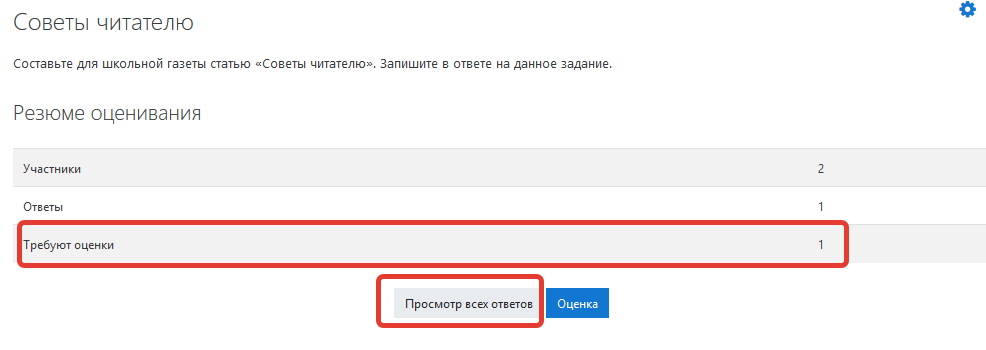 Советы читателю
Составьте для школьной газеты статью «Советы читателю». Запишите в ответе на данное задание.
Резюме оценивания
Участники 2
Ответы 1
Требуют оценки 1
Просмотр всех ответов Оценка